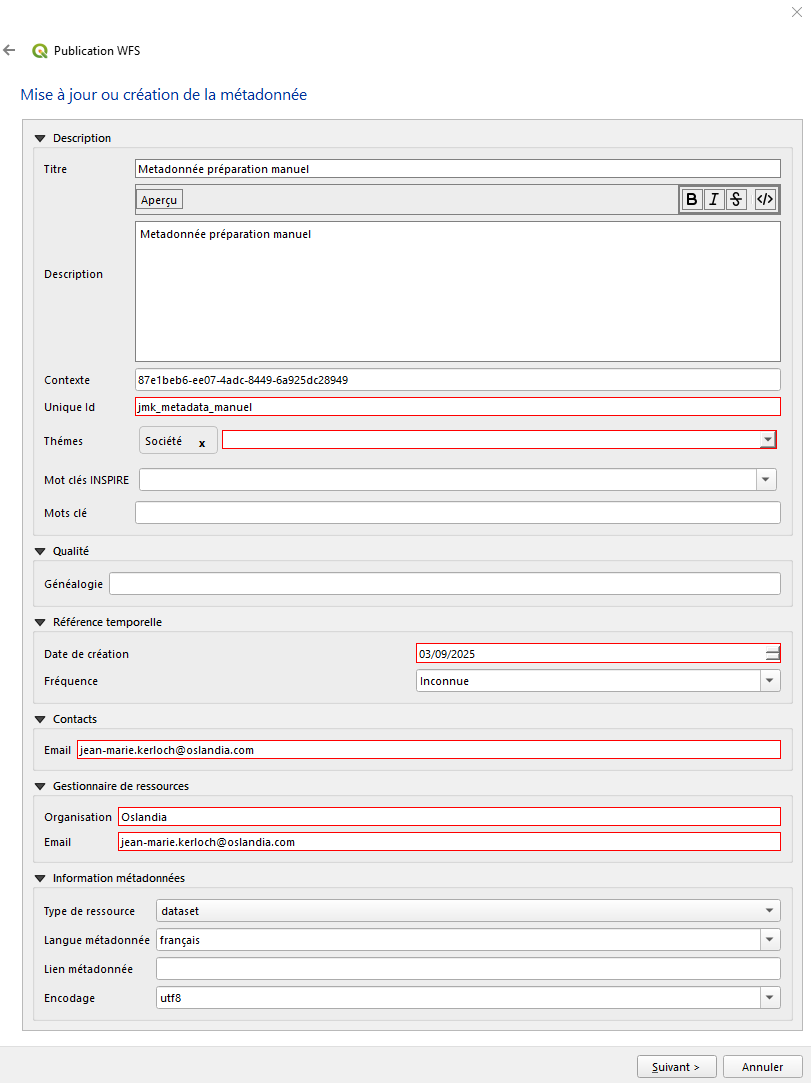 Publication WFS
Mise à jour ou création de la métadonnée
Description
Titre Metadonnée préparation manuel
Aperçu B I S </>
Metadonnée préparation manuel
Description
Contexte 87e1beb6-ee07-4adc-8449-6a925dc28949
Unique Id jmk_metadata_manuel
Thémes Société x
Mot clés INSPIRE
Mots clé
Qualité
Généalogie
Référence temporelle
Date de création 03/09/2025
Fréquence Inconnue
Contacts
Email jean-marie.kerloch@oslandia.com
Gestionnaire de ressources
Organisation Oslandia
Email jean-marie.kerloch@oslandia.com
Information métadonnées
Type de ressource dataset
Langue métadonnée français
Lien métadonnée
Encodage utf8
Suivant > Annuler